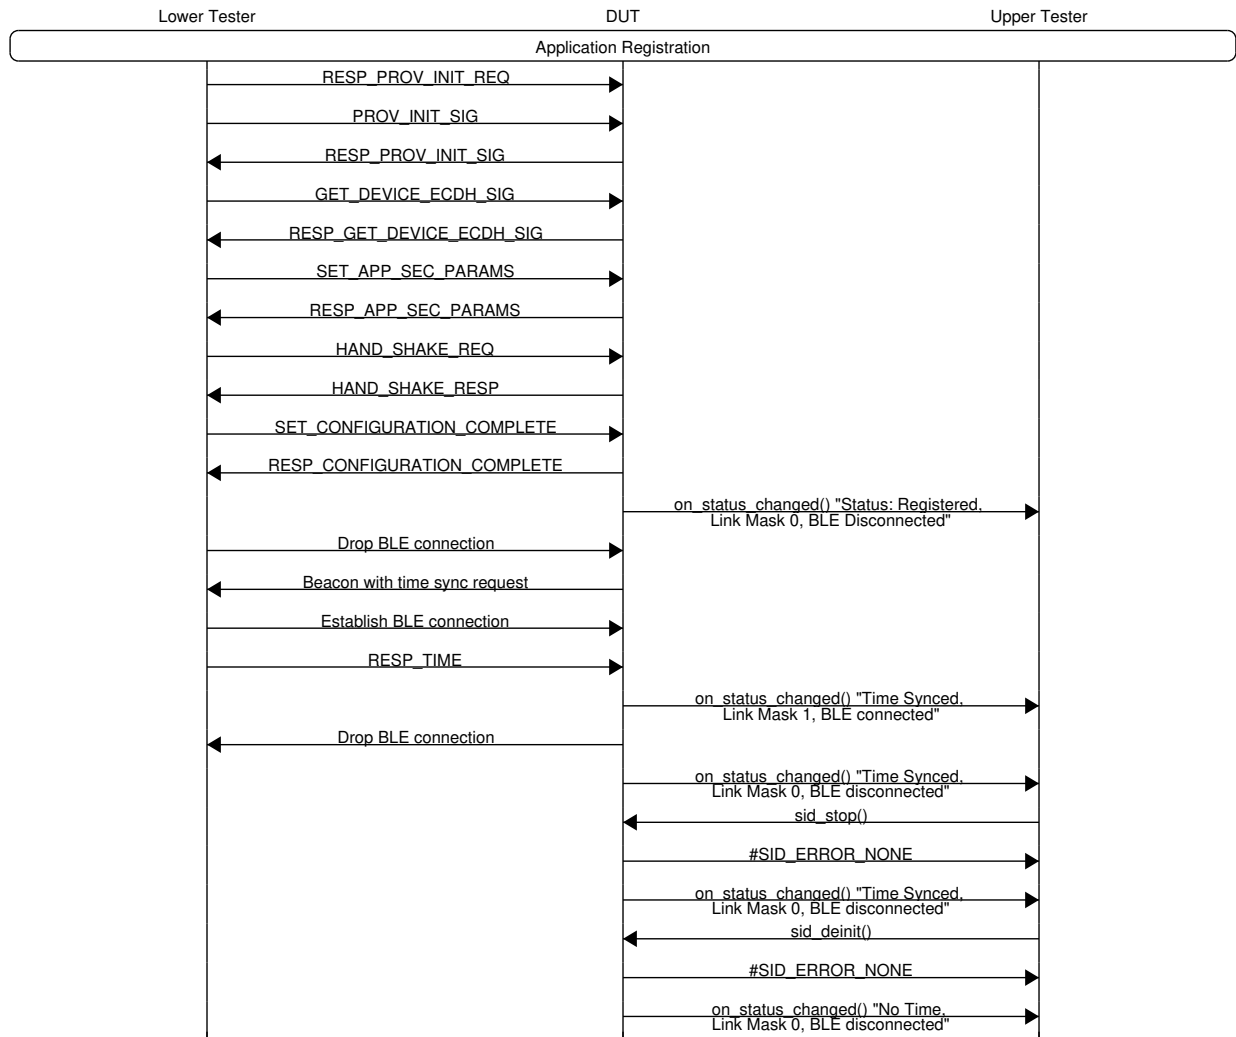 Lower Tester DUT Upper Tester
Application Registration
RESP_PROV_INIT_REQ
PROV_INIT_SIG
RESP_PROV_INIT_SIG
GET_DEVICE_ECDH_SIG
RESP_GET_DEVICE_ECDH_SIG
SET_APP_SEC_PARAMS
RESP_APP_SEC_PARAMS
HAND_SHAKE_REQ
HAND_SHAKE_RESP
SET_CONFIGURATION_COMPLETE
RESP_CONFIGURATION_COMPLETE
on_status_changed() "Status: Registered,
Link Mask 0, BLE Disconnected"
Drop BLE connection
Beacon with time sync request
Establish BLE connection
RESP_TIME
on_status_changed() "Time Synced,
Link Mask 1, BLE connected"
Drop BLE connection
on_status_changed() "Time Synced,
Link Mask 0, BLE disconnected"
sid_stop()
#SID_ERROR_NONE
on_status_changed() "Time Synced,
Link Mask 0, BLE disconnected"
sid_deinit()
#SID_ERROR_NONE
on_status_changed() "No Time,
Link Mask 0, BLE disconnected"